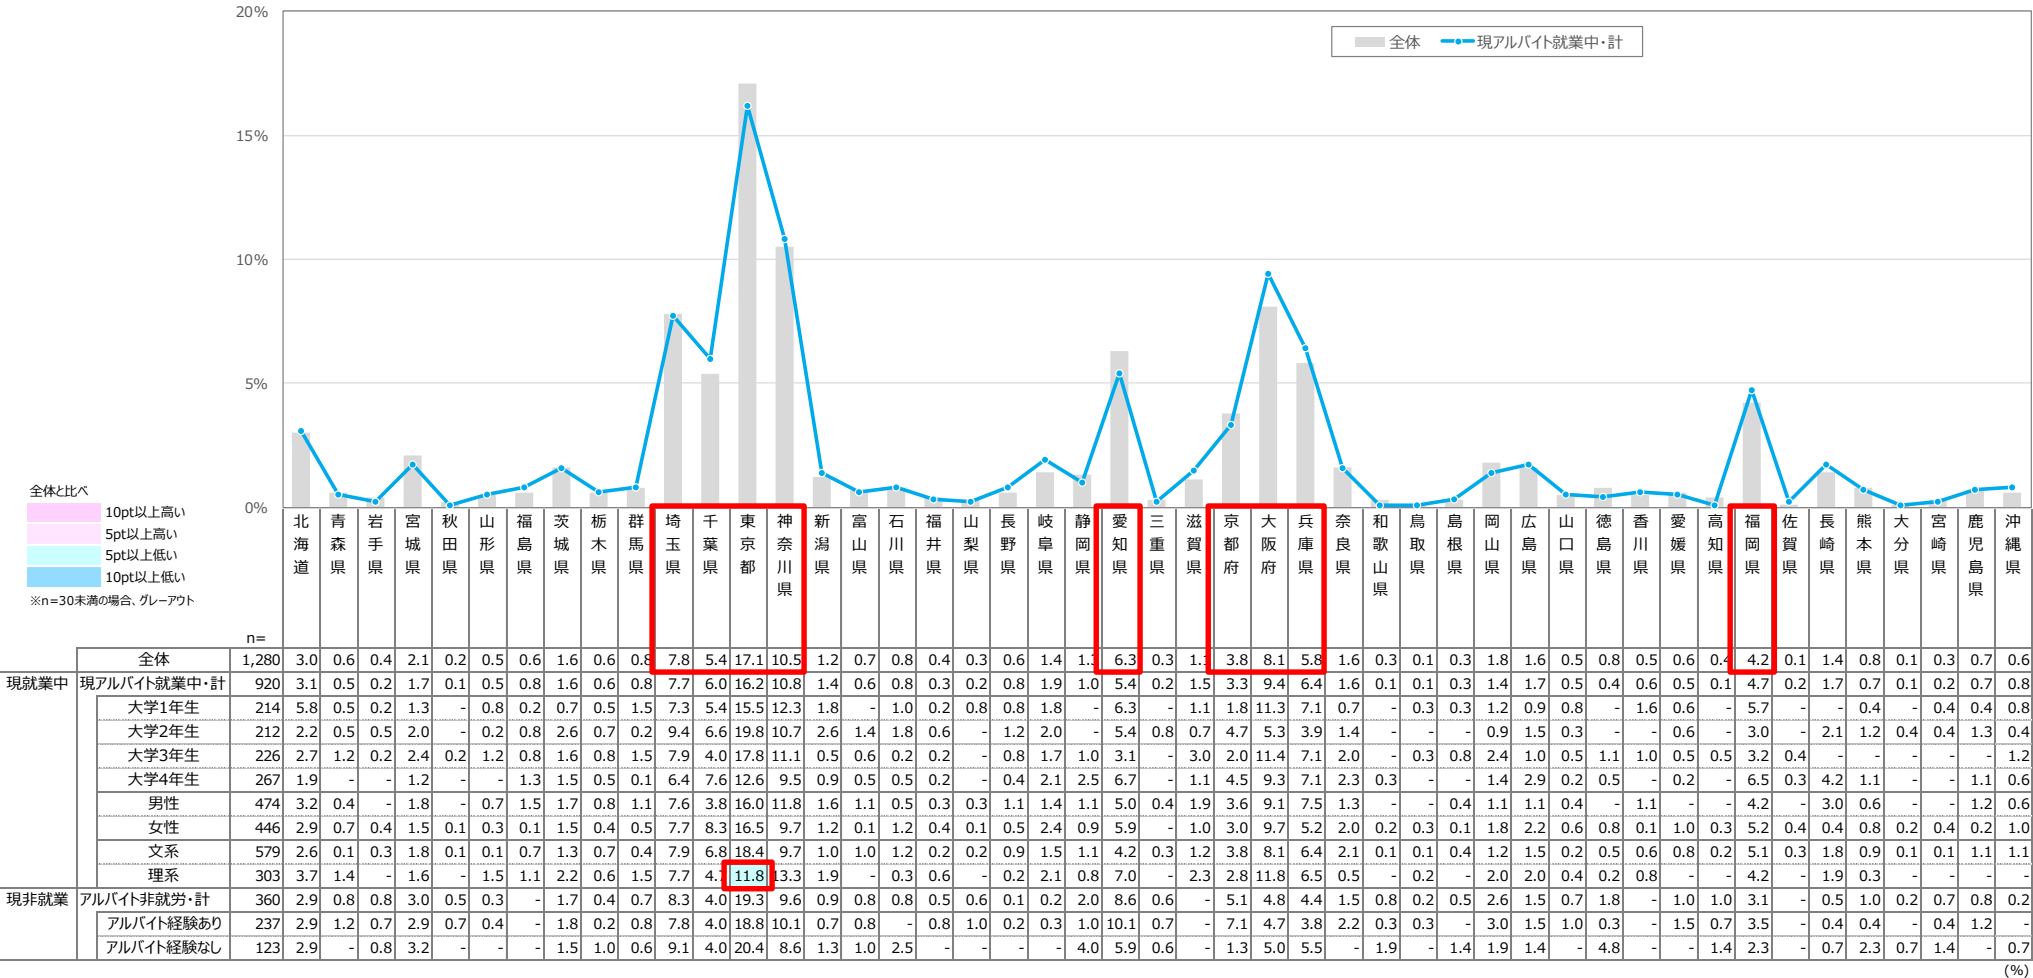 20%
全体 現アルバイト就業中・計
15%
10%
5%
0%
全体と比べ
10pt以上高い
5pt以上高い
5pt以上低い
10pt以上低い
※n=30未満の場合、グレーアウト
北海道 青森県 岩手県 宮城県 秋田県 山形県 福島県 茨城県 栃木県 群馬県 埼玉県 千葉県 東京都 神奈川県 新潟県 富山県 石川県 福井県 山梨県 長野県 岐阜県 静岡県 愛知県 三重県 滋賀県 京都府 大阪府 兵庫県 奈良県 和歌山県 鳥取県 島根県 岡山県 広島県 山口県 徳島県 香川県 愛媛県 高知県 福岡県 佐賀県 長崎県 熊本県 大分県 宮崎県 鹿児島県 沖縄県
n=
全体 1,280 3.0 0.6 0.4 2.1 0.2 0.5 0.6 1.6 0.6 0.8 7.8 5.4 17.1 10.5 1.2 0.7 0.8 0.4 0.3 0.6 1.4 1.3 6.3 0.3 1.1 3.8 8.1 5.8 1.6 0.3 0.1 0.3 1.8 1.6 0.5 0.8 0.5 0.6 0.4 4.2 0.1 1.4 0.8 0.1 0.3 0.7 0.6
現就業中 現アルバイト就業中・計 920 3.1 0.5 0.2 1.7 0.1 0.5 0.8 1.6 0.6 0.8 7.7 6.0 16.2 10.8 1.4 0.6 0.8 0.3 0.2 0.8 1.9 1.0 5.4 0.2 1.5 3.3 9.4 6.4 1.6 0.1 0.1 0.3 1.4 1.7 0.5 0.4 0.6 0.5 0.1 4.7 0.2 1.7 0.7 0.1 0.2 0.7 0.8
大学1年生 214 5.8 0.5 0.2 1.3 - 0.8 0.2 0.7 0.5 1.5 7.3 5.4 15.5 12.3 1.8 - 1.0 0.2 0.8 0.8 1.8 - 6.3 - 1.1 1.8 11.3 7.1 0.7 - 0.3 0.3 1.2 0.9 0.8 - 1.6 0.6 - 5.7 - - 0.4 - 0.4 0.4 0.8
大学2年生 212 2.2 0.5 0.5 2.0 - 0.2 0.8 2.6 0.7 0.2 9.4 6.6 19.8 10.7 2.6 1.4 1.8 0.6 - 1.2 2.0 - 5.4 0.8 0.7 4.7 5.3 3.9 1.4 - - - 0.9 1.5 0.3 - - 0.6 - 3.0 - 2.1 1.2 0.4 0.4 1.3 0.4
大学3年生 226 2.7 1.2 0.2 2.4 0.2 1.2 0.8 1.6 0.8 1.5 7.9 4.0 17.8 11.1 0.5 0.6 0.2 0.2 - 0.8 1.7 1.0 3.1 - 3.0 2.0 11.4 7.1 2.0 - 0.3 0.8 2.4 1.0 0.5 1.1 1.0 0.5 0.5 3.2 0.4 - - - - - 1.2
大学4年生 267 1.9 - - 1.2 - - 1.3 1.5 0.5 0.1 6.4 7.6 12.6 9.5 0.9 0.5 0.5 0.2 - 0.4 2.1 2.5 6.7 - 1.1 4.5 9.3 7.1 2.3 0.3 - - 1.4 2.9 0.2 0.5 - 0.2 - 6.5 0.3 4.2 1.1 - - 1.1 0.6
男性 474 3.2 0.4 - 1.8 - 0.7 1.5 1.7 0.8 1.1 7.6 3.8 16.0 11.8 1.6 1.1 0.5 0.3 0.3 1.1 1.4 1.1 5.0 0.4 1.9 3.6 9.1 7.5 1.3 - - 0.4 1.1 1.1 0.4 - 1.1 - - 4.2 - 3.0 0.6 - - 1.2 0.6
女性 446 2.9 0.7 0.4 1.5 0.1 0.3 0.1 1.5 0.4 0.5 7.7 8.3 16.5 9.7 1.2 0.1 1.2 0.4 0.1 0.5 2.4 0.9 5.9 - 1.0 3.0 9.7 5.2 2.0 0.2 0.3 0.1 1.8 2.2 0.6 0.8 0.1 1.0 0.3 5.2 0.4 0.4 0.8 0.2 0.4 0.2 1.0
文系 579 2.6 0.1 0.3 1.8 0.1 0.1 0.7 1.3 0.7 0.4 7.9 6.8 18.4 9.7 1.0 1.0 1.2 0.2 0.2 0.9 1.5 1.1 4.2 0.3 1.2 3.8 8.1 6.4 2.1 0.1 0.1 0.4 1.2 1.5 0.2 0.5 0.6 0.8 0.2 5.1 0.3 1.8 0.9 0.1 0.1 1.1 1.1
理系 303 3.7 1.4 - 1.6 - 1.5 1.1 2.2 0.6 1.5 7.7 11.8 13.3 1.9 - 0.3 0.6 - 0.2 2.1 0.8 7.0 - 2.3 2.8 11.8 6.5 0.5 - 0.2 - 2.0 2.0 0.4 0.2 0.8 - - 4.2 - 1.9 0.3 - - - -
現非就業 アルバイト非就労・計 360 2.9 0.8 0.8 3.0 0.5 0.3 - 1.7 0.4 0.7 8.3 4.0 19.3 9.6 0.9 0.8 0.8 0.5 0.6 0.1 0.2 2.0 8.6 0.6 - 5.1 4.8 4.4 1.5 0.8 0.2 0.5 2.6 1.5 0.7 1.8 - 1.0 1.0 3.1 - 0.5 1.0 0.2 0.7 0.8 0.2
アルバイト経験あり 237 2.9 1.2 0.7 2.9 0.7 0.4 - 1.8 0.2 0.8 7.8 4.0 18.8 10.1 0.7 0.8 - 0.8 1.0 0.2 0.3 1.0 10.1 0.7 - 7.1 4.7 3.8 2.2 0.3 0.3 - 3.0 1.5 1.0 0.3 - 1.5 0.7 3.5 - 0.4 0.4 - 0.4 1.2 -
アルバイト経験なし 123 2.9 - 0.8 3.2 - - - 1.5 1.0 0.6 9.1 4.0 20.4 8.6 1.3 1.0 2.5 - - - - 4.0 5.9 0.6 - 1.3 5.0 5.5 - 1.9 - 1.4 1.9 1.4 - 4.8 - - 1.4 2.3 - 0.7 2.3 0.7 1.4 - 0.7
(%)